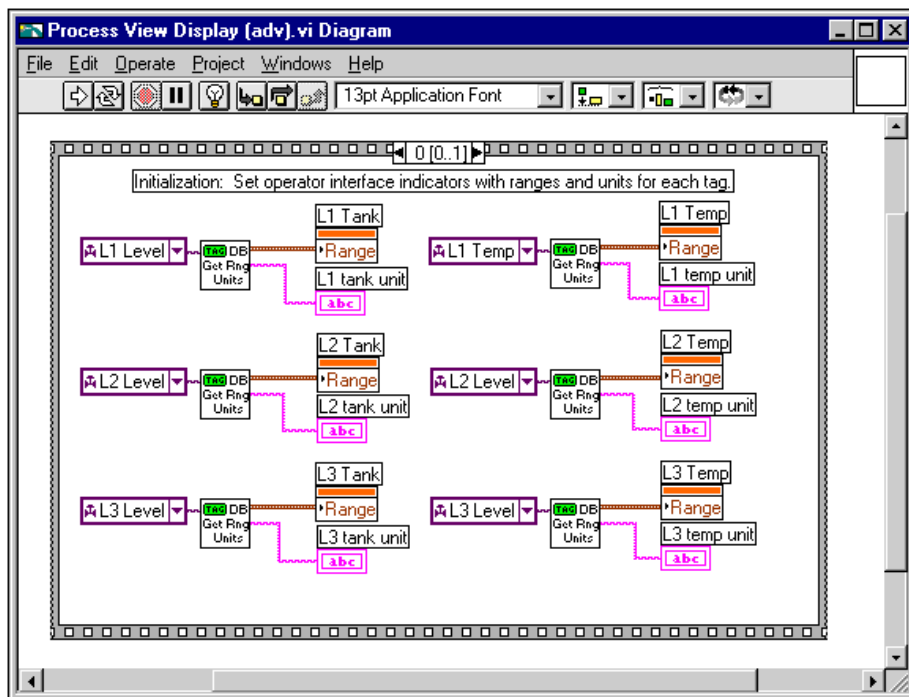 Process View Display (adv).vi Diagram
File Edit Operate Project Windows Help
13pt Application Font
0 [0..1]
Initialization: Set operator interface indicators with ranges and units for each tag.
L1 Tank
L1 Level TAG DB Get Rng Units
Range
L1 tank unit
abc
L1 Temp
L1 Temp TAG DB Get Rng Units
Range
L1 temp unit
abc
L2 Tank
L2 Level TAG DB Get Rng Units
Range
L2 tank unit
abc
L2 Temp
L2 Level TAG DB Get Rng Units
Range
L2 temp unit
abc
L3 Tank
L3 Level TAG DB Get Rng Units
Range
L3 tank unit
abc
L3 Temp
L3 Level TAG DB Get Rng Units
Range
L3 temp unit
abc